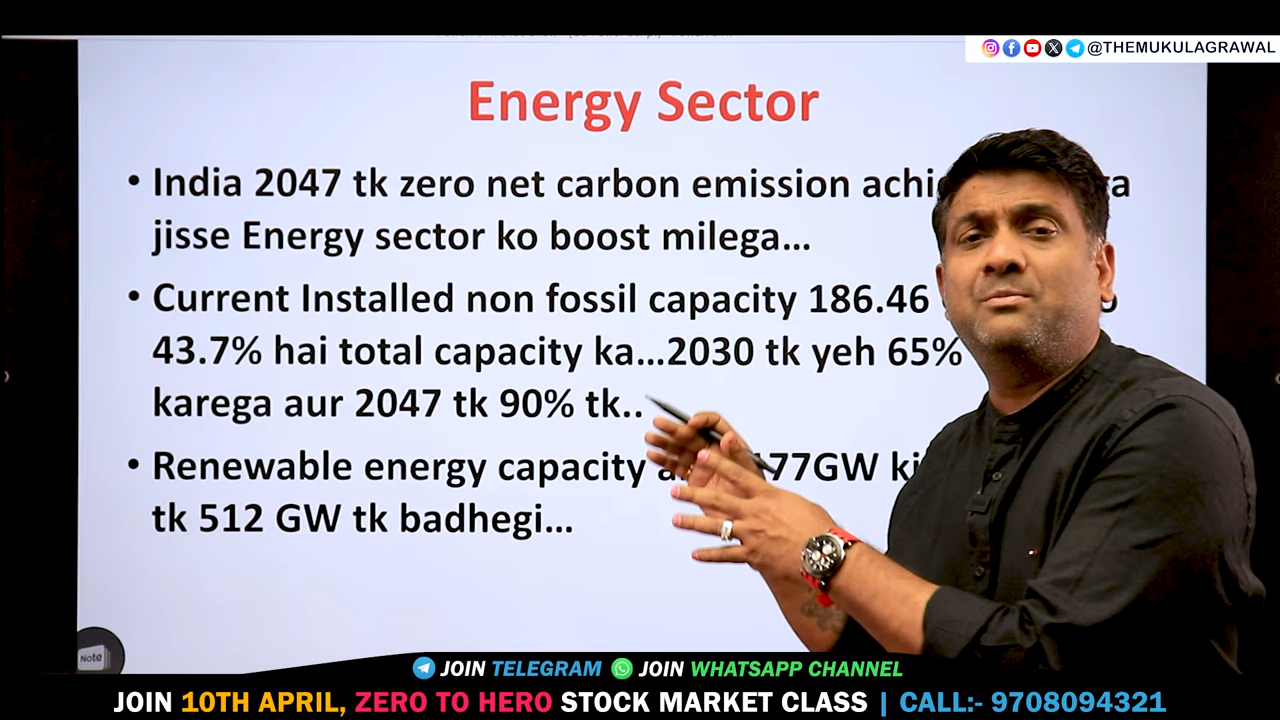 @THEMUKULAGRAWAL
Energy Sector
• India 2047 tk zero net carbon emission
jisse Energy sector ko boost milega...
• Current Installed non fossil capacity 186.46
43.7% hai total capacity ka...2030 tk yeh 65%
karega aur 2047 tk 90% tk..
• Renewable energy capacity
tk 512 GW tk badhegi...
Note
JOIN TELEGRAM JOIN WHATSAPP CHANNEL
JOIN 10TH APRIL, ZERO TO HERO STOCK MARKET CLASS | CALL:- 9708094321